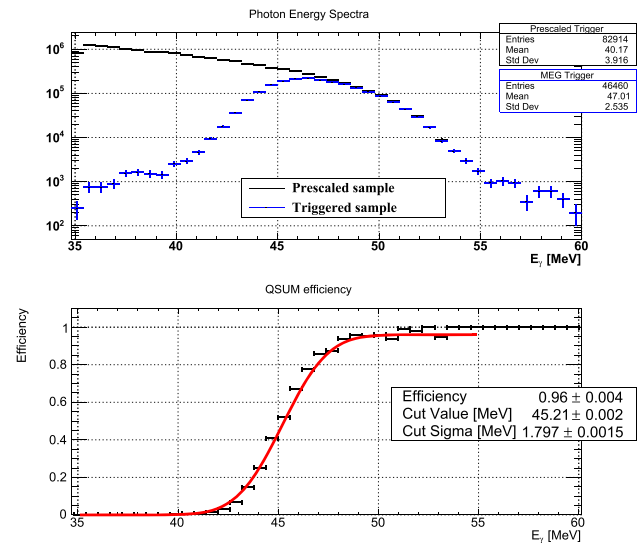 Photon Energy Spectra
Prescaled Trigger
Entries 82914
Mean 40.17
Std Dev 3.916
MEG Trigger
Entries 46460
Mean 47.01
Std Dev 2.535
10⁶
10⁵
10⁴
10³
10²
Prescaled sample
Triggered sample
35 40 45 50 55 60
Eγ [MeV]
QSUM efficiency
Efficiency
1
0.8
0.6
0.4
0.2
0
Efficiency 0.96 ± 0.004
Cut Value [MeV] 45.21 ± 0.002
Cut Sigma [MeV] 1.797 ± 0.0015
35 40 45 50 55 60
Eγ [MeV]